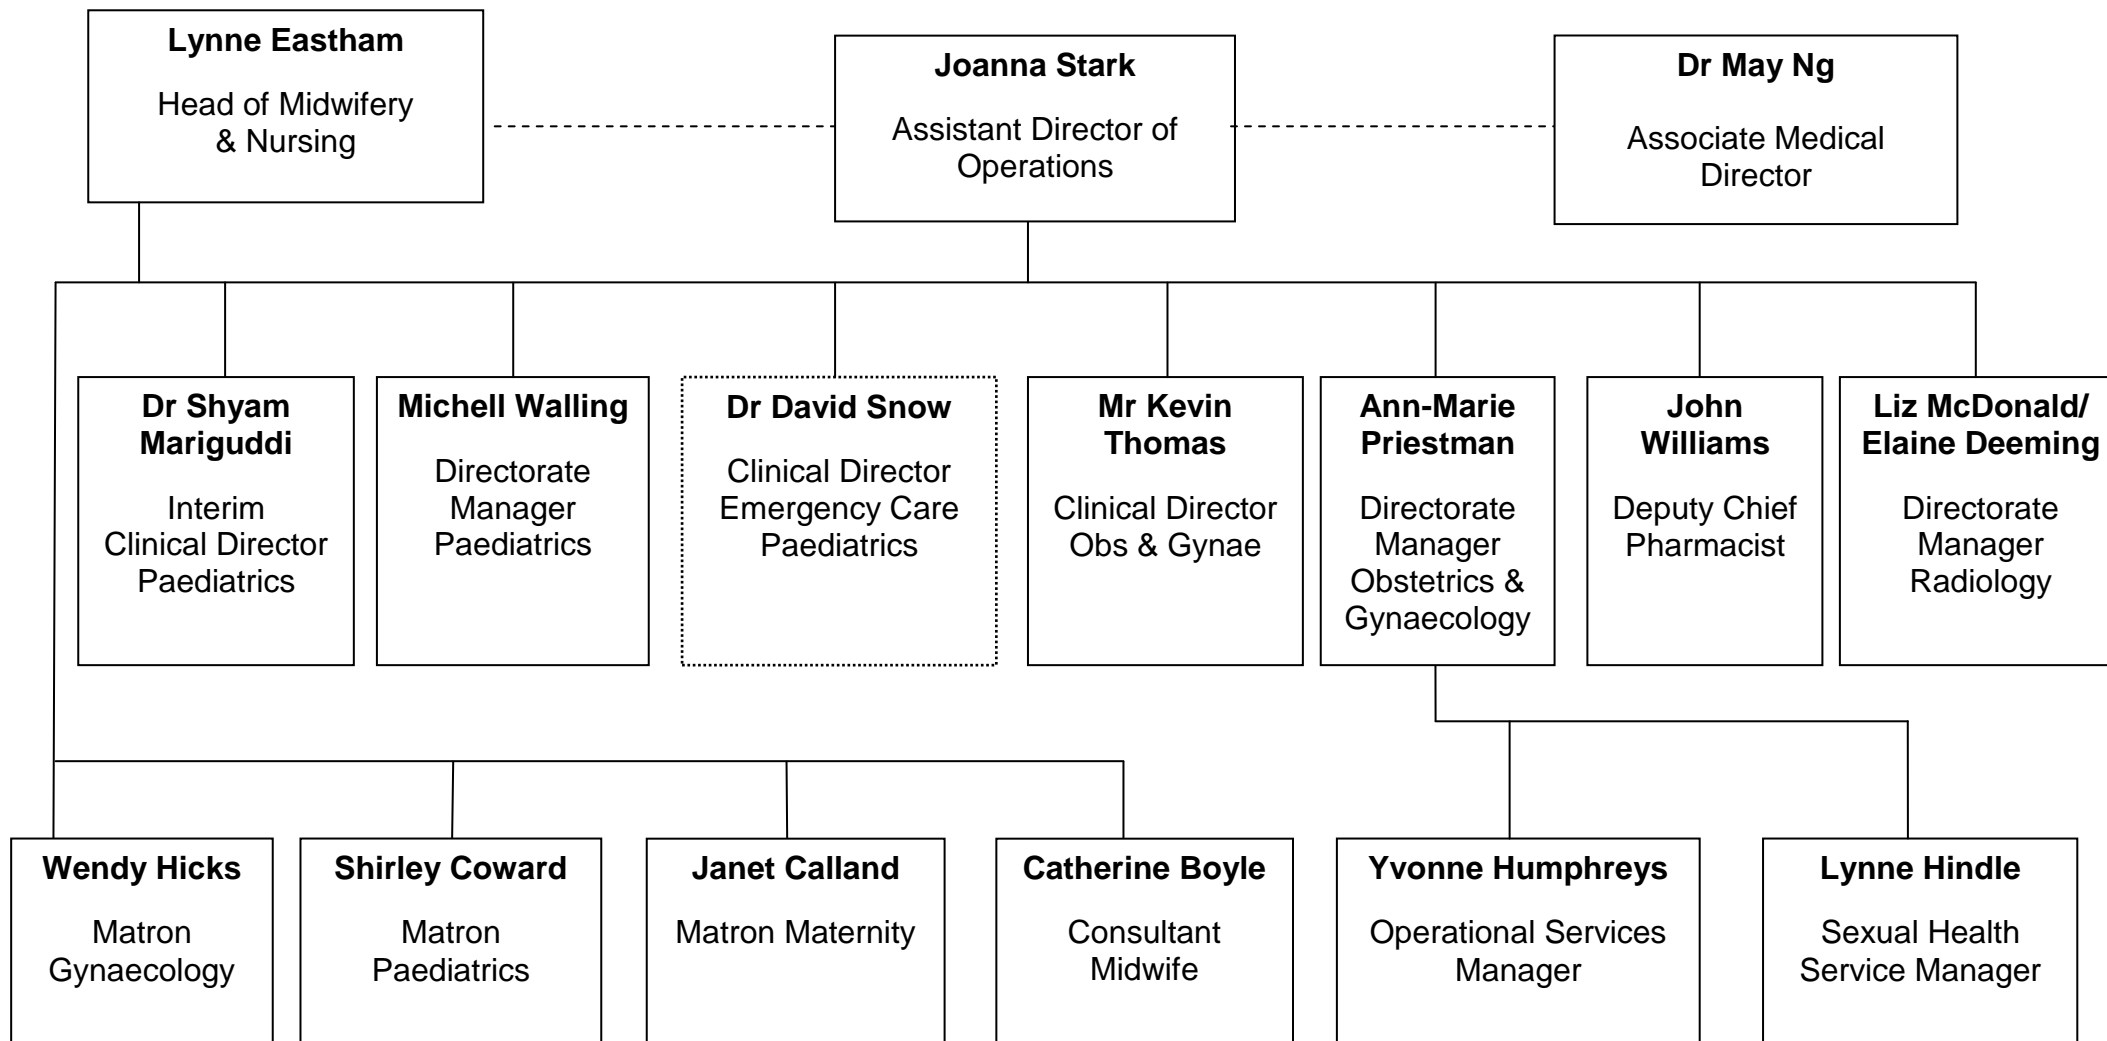 Lynne Eastham
Head of Midwifery
& Nursing
Joanna Stark
Assistant Director of
Operations
Dr May Ng
Associate Medical
Director
Dr Shyam
Mariguddi
Interim
Clinical Director
Paediatrics
Michell Walling
Directorate
Manager
Paediatrics
Dr David Snow
Clinical Director
Emergency Care
Paediatrics
Mr Kevin
Thomas
Clinical Director
Obs & Gynae
Ann-Marie
Priestman
Directorate
Manager
Obstetrics &
Gynaecology
John
Williams
Deputy Chief
Pharmacist
Liz McDonald/
Elaine Deeming
Directorate
Manager
Radiology
Wendy Hicks
Matron
Gynaecology
Shirley Coward
Matron
Paediatrics
Janet Calland
Matron Maternity
Catherine Boyle
Consultant
Midwife
Yvonne Humphreys
Operational Services
Manager
Lynne Hindle
Sexual Health
Service Manager